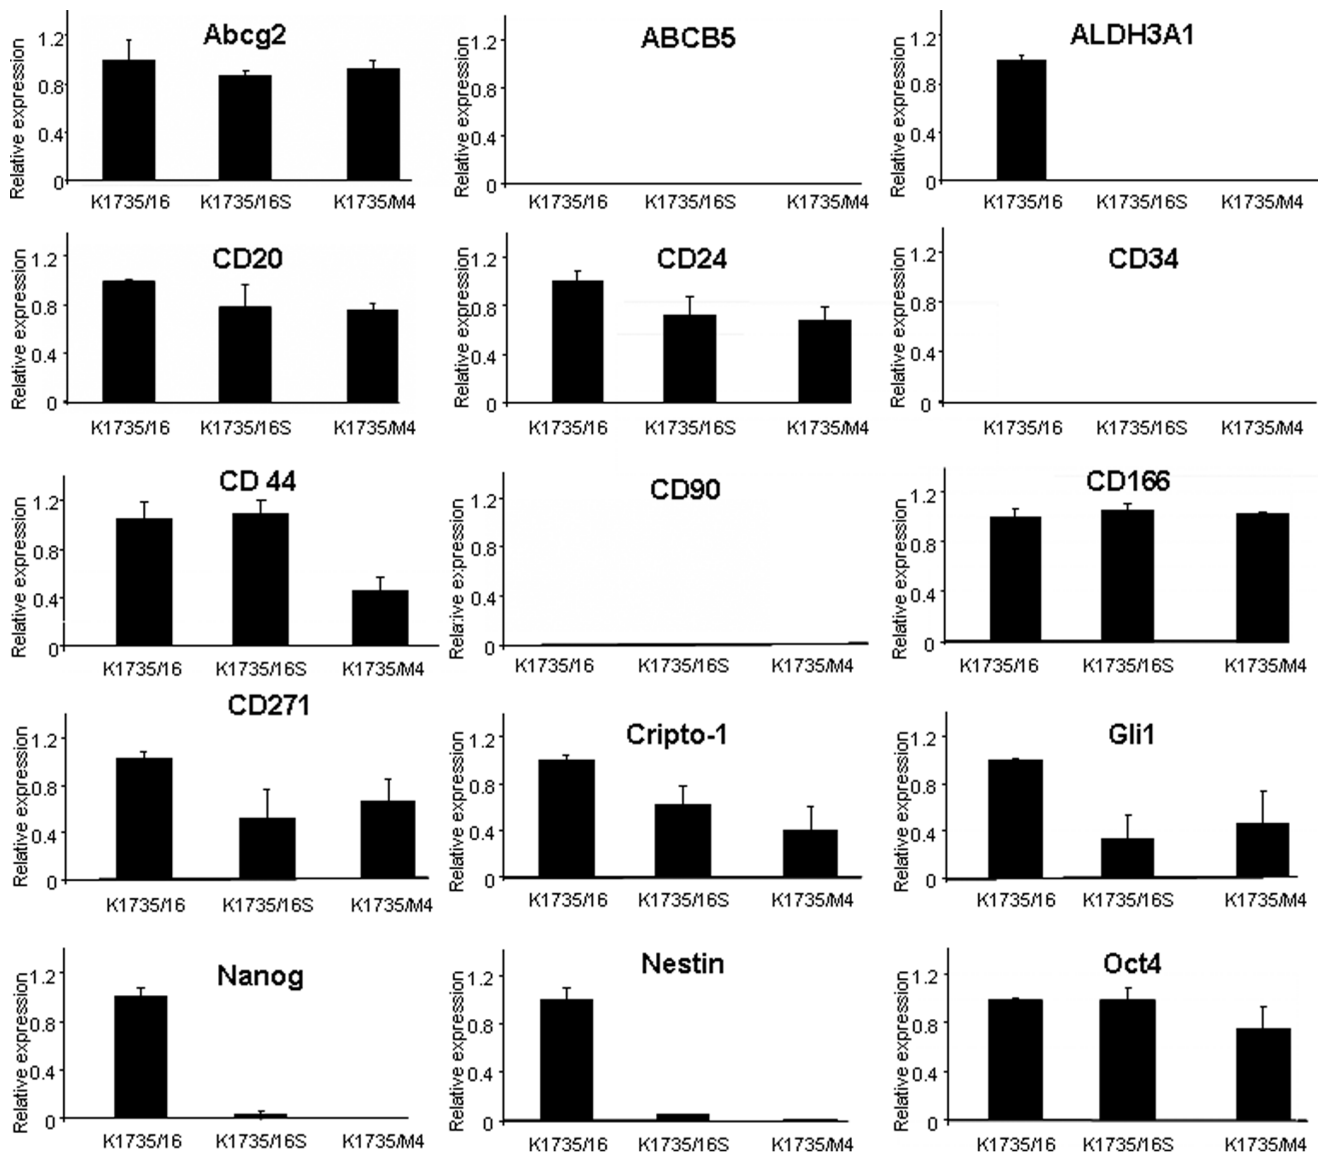 Abcg2
Relative expression
1.2
0.8
0.4
0
K1735/16 K1735/16S K1735/M4
ABCB5
Relative expression
1.2
0.8
0.4
0
K1735/16 K1735/16S K1735/M4
ALDH3A1
Relative expression
1.2
0.8
0.4
0
K1735/16 K1735/16S K1735/M4
CD20
Relative expression
1.2
0.8
0.4
0
K1735/16 K1735/16S K1735/M4
CD24
Relative expression
1.2
0.8
0.4
0
K1735/16 K1735/16S K1735/M4
CD34
Relative expression
1.2
0.8
0.4
0
K1735/16 K1735/16S K1735/M4
CD 44
Relative expression
1.2
0.8
0.4
0
K1735/16 K1735/16S K1735/M4
CD90
Relative expression
1.2
0.8
0.4
0
K1735/16 K1735/16S K1735/M4
CD166
Relative expression
1.2
0.8
0.4
0
K1735/16 K1735/16S K1735/M4
CD271
Relative expression
1.2
0.8
0.4
0
K1735/16 K1735/16S K1735/M4
Cripto-1
Relative expression
1.2
0.8
0.4
0
K1735/16 K1735/16S K1735/M4
Gli1
Relative expression
1.2
0.8
0.4
0
K1735/16 K1735/16S K1735/M4
Nanog
Relative expression
1.2
0.8
0.4
0
K1735/16 K1735/16S K1735/M4
Nestin
Relative expression
1.2
0.8
0.4
0
K1735/16 K1735/16S K1735/M4
Oct4
Relative expression
1.2
0.8
0.4
0
K1735/16 K1735/16S K1735/M4